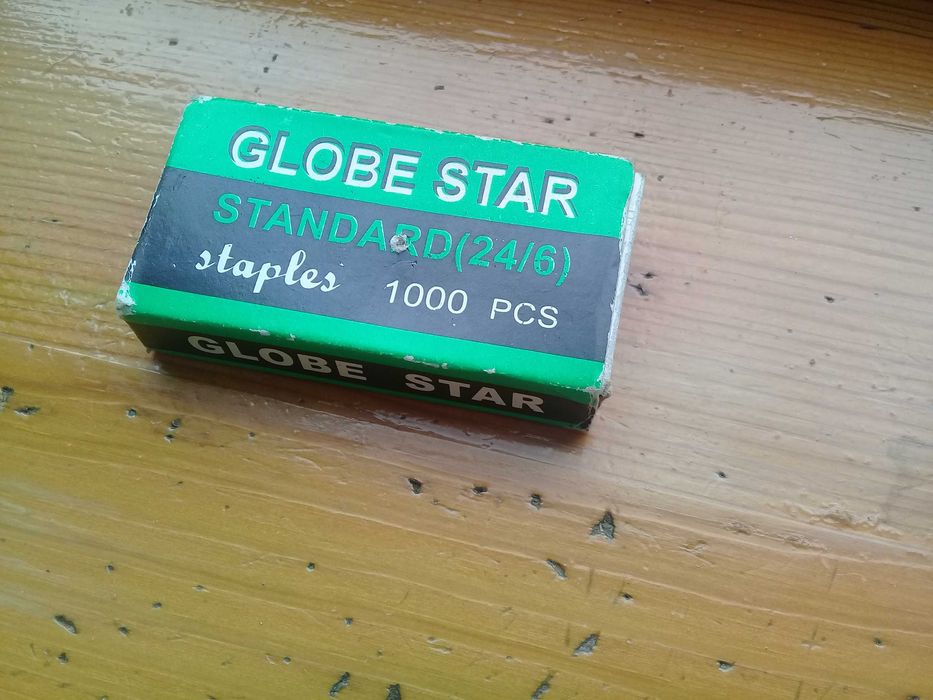 GLOBE STAR
STANDARD(24/6)
staples 1000 PCS
GLOBE STAR